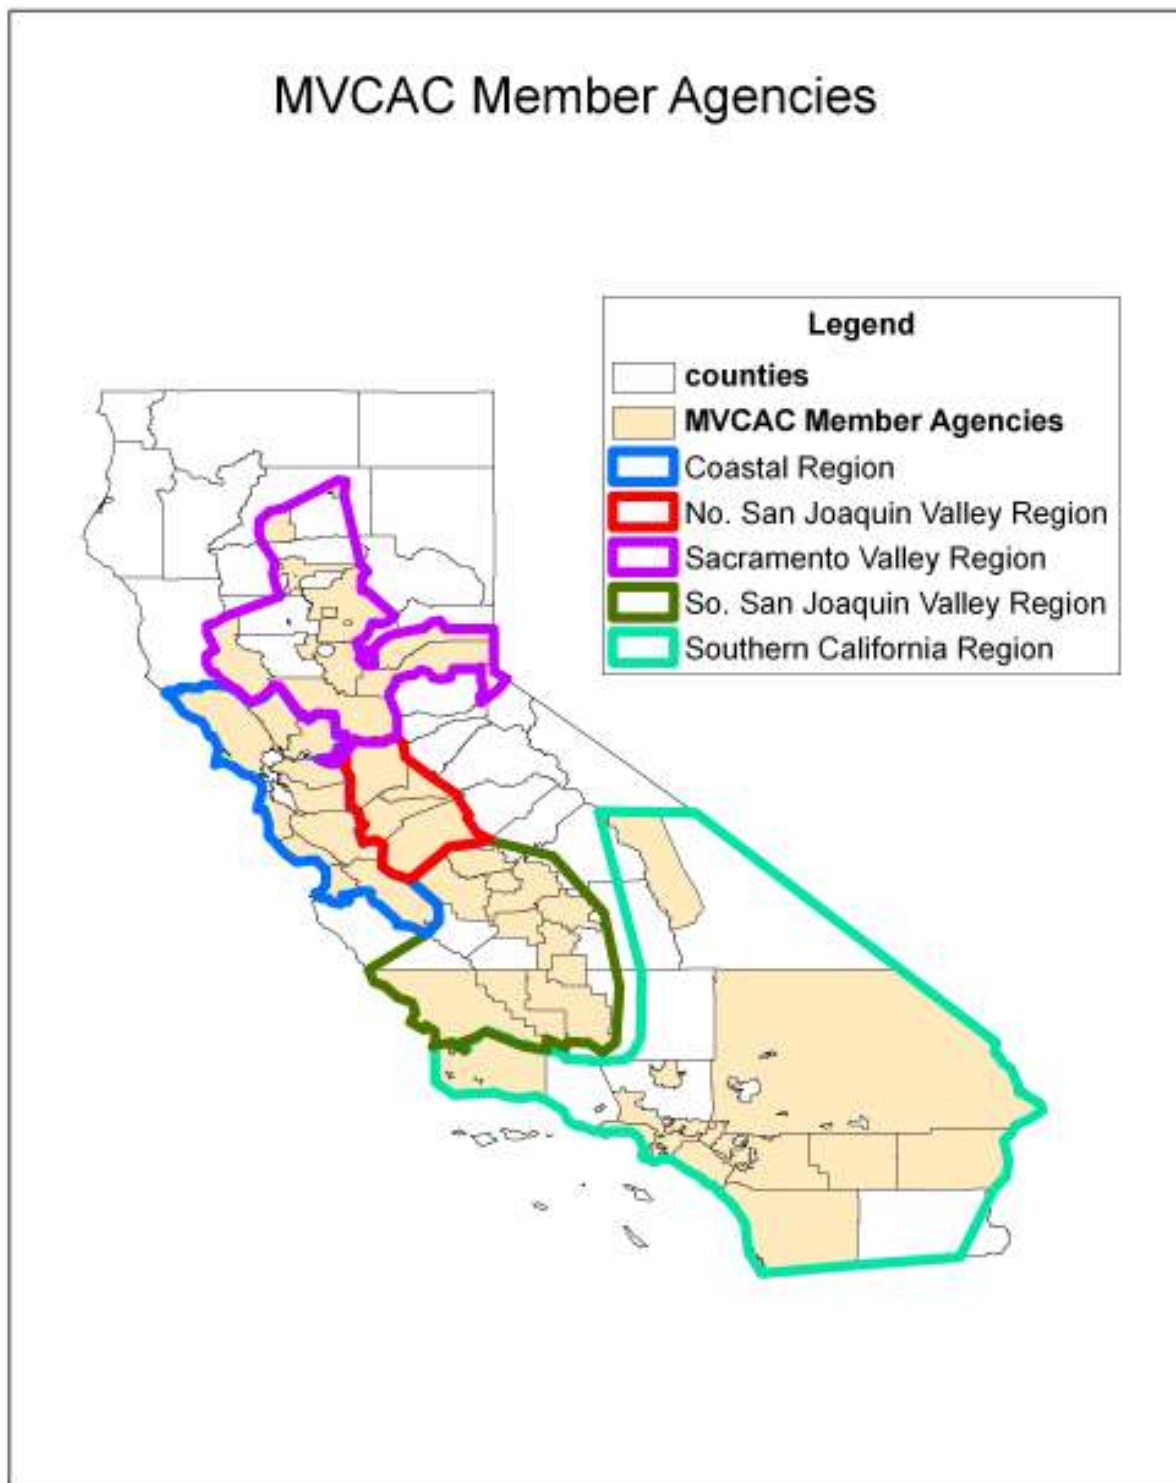 MVCAC Member Agencies
Legend
counties
MVCAC Member Agencies
Coastal Region
No. San Joaquin Valley Region
Sacramento Valley Region
So. San Joaquin Valley Region
Southern California Region